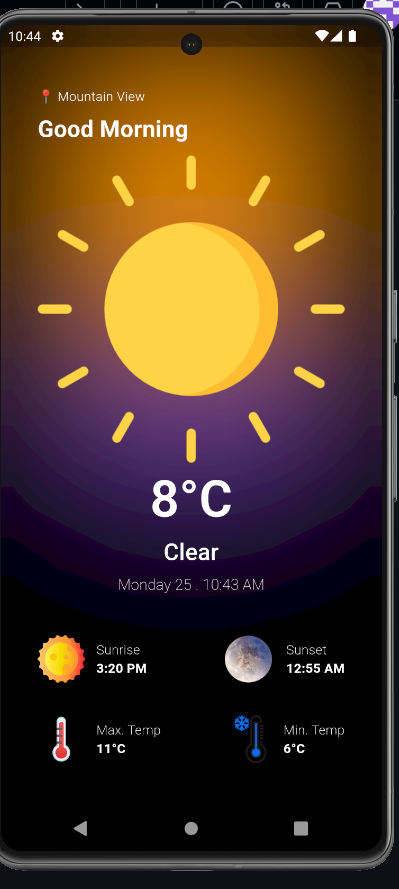 10:44
Mountain View
Good Morning
8°C
Clear
Monday 25 . 10:43 AM
Sunrise
3:20 PM
Sunset
12:55 AM
Max. Temp
11°C
Min. Temp
6°C